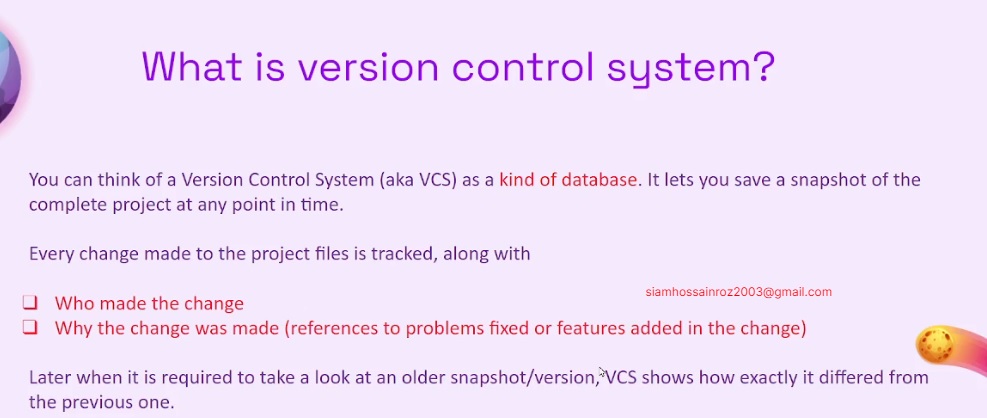 What is version control system?
You can think of a Version Control System (aka VCS) as a kind of database. It lets you save a snapshot of the
complete project at any point in time.
Every change made to the project files is tracked, along with
siamhossainroz2003@gmail.com
Who made the change
Why the change was made (references to problems fixed or features added in the change)
Later when it is required to take a look at an older snapshot/version, VCS shows how exactly it differed from
the previous one.